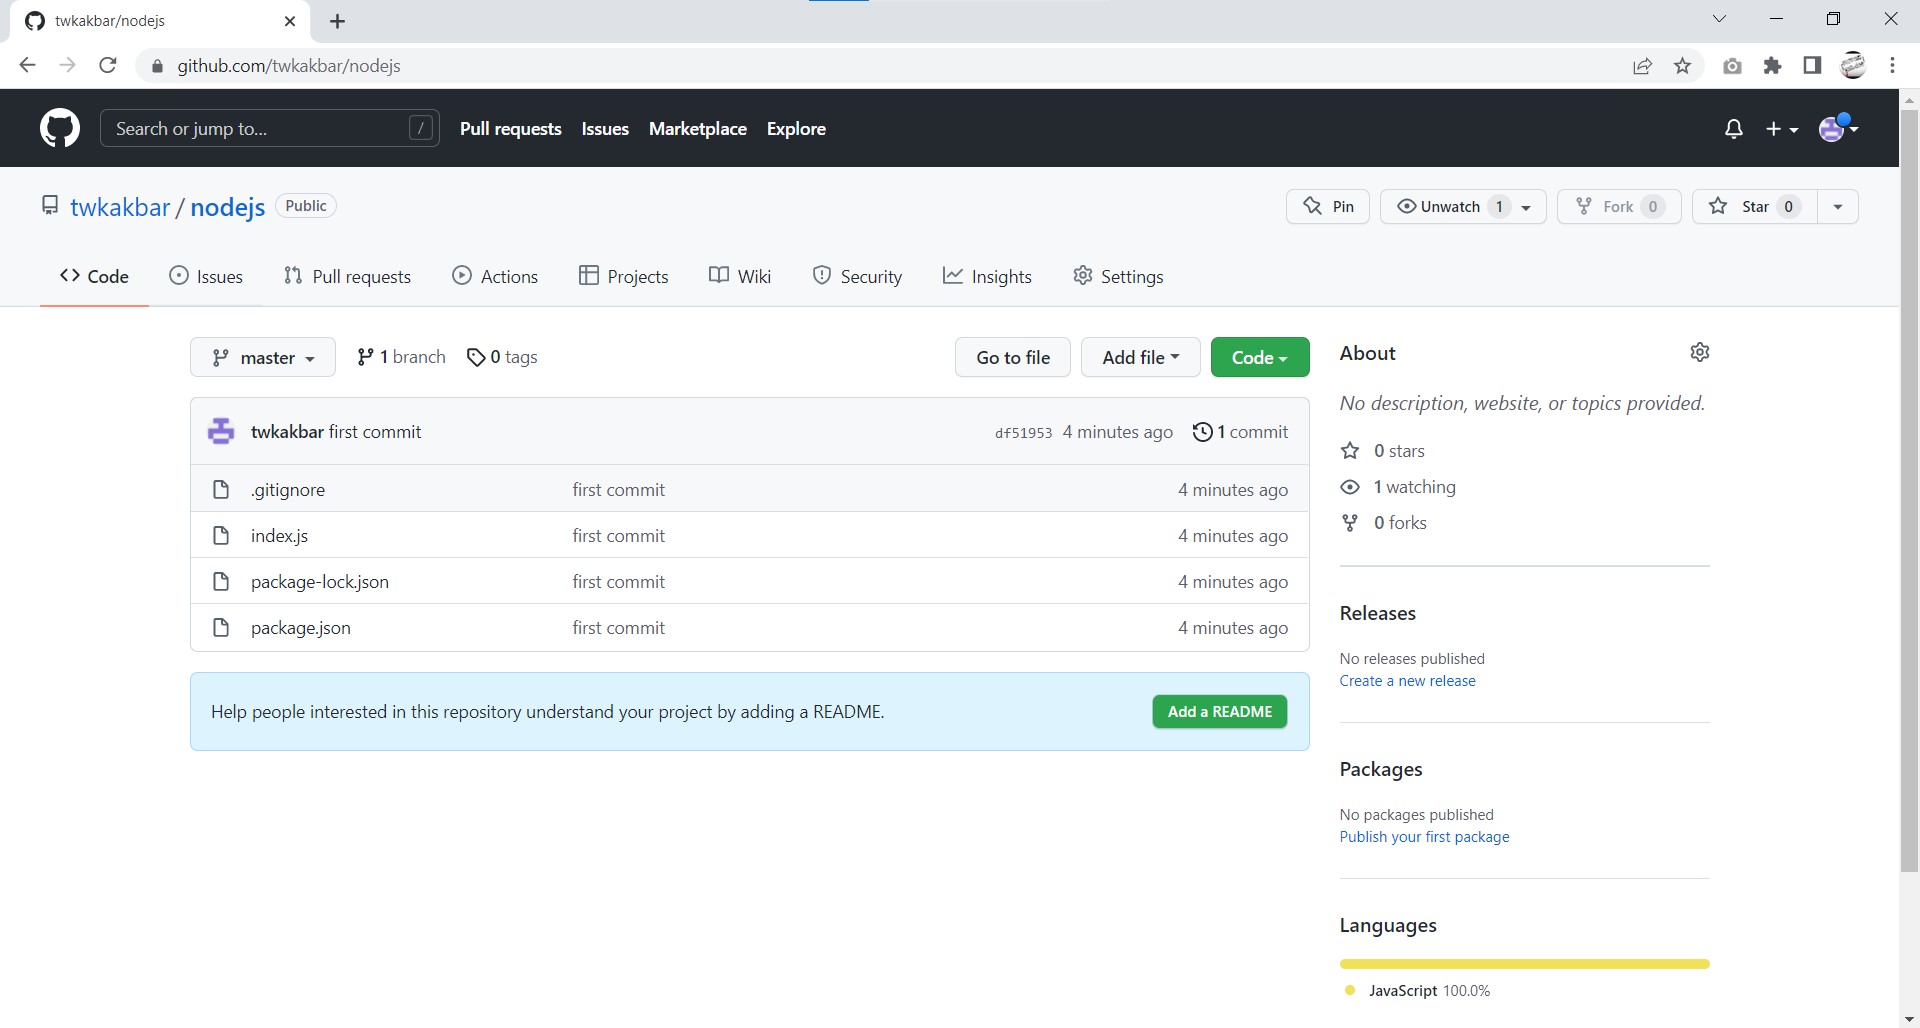 twkakbar/nodejs
github.com/twkakbar/nodejs
Search or jump to... / Pull requests Issues Marketplace Explore
twkakbar / nodejs Public Pin Unwatch 1 Fork 0 Star 0
Code Issues Pull requests Actions Projects Wiki Security Insights Settings
master 1 branch 0 tags Go to file Add file Code
twkakbar first commit df51953 4 minutes ago 1 commit
.gitignore first commit 4 minutes ago
index.js first commit 4 minutes ago
package-lock.json first commit 4 minutes ago
package.json first commit 4 minutes ago
Help people interested in this repository understand your project by adding a README. Add a README
About
No description, website, or topics provided.
0 stars
1 watching
0 forks
Releases
No releases published
Create a new release
Packages
No packages published
Publish your first package
Languages
JavaScript 100.0%